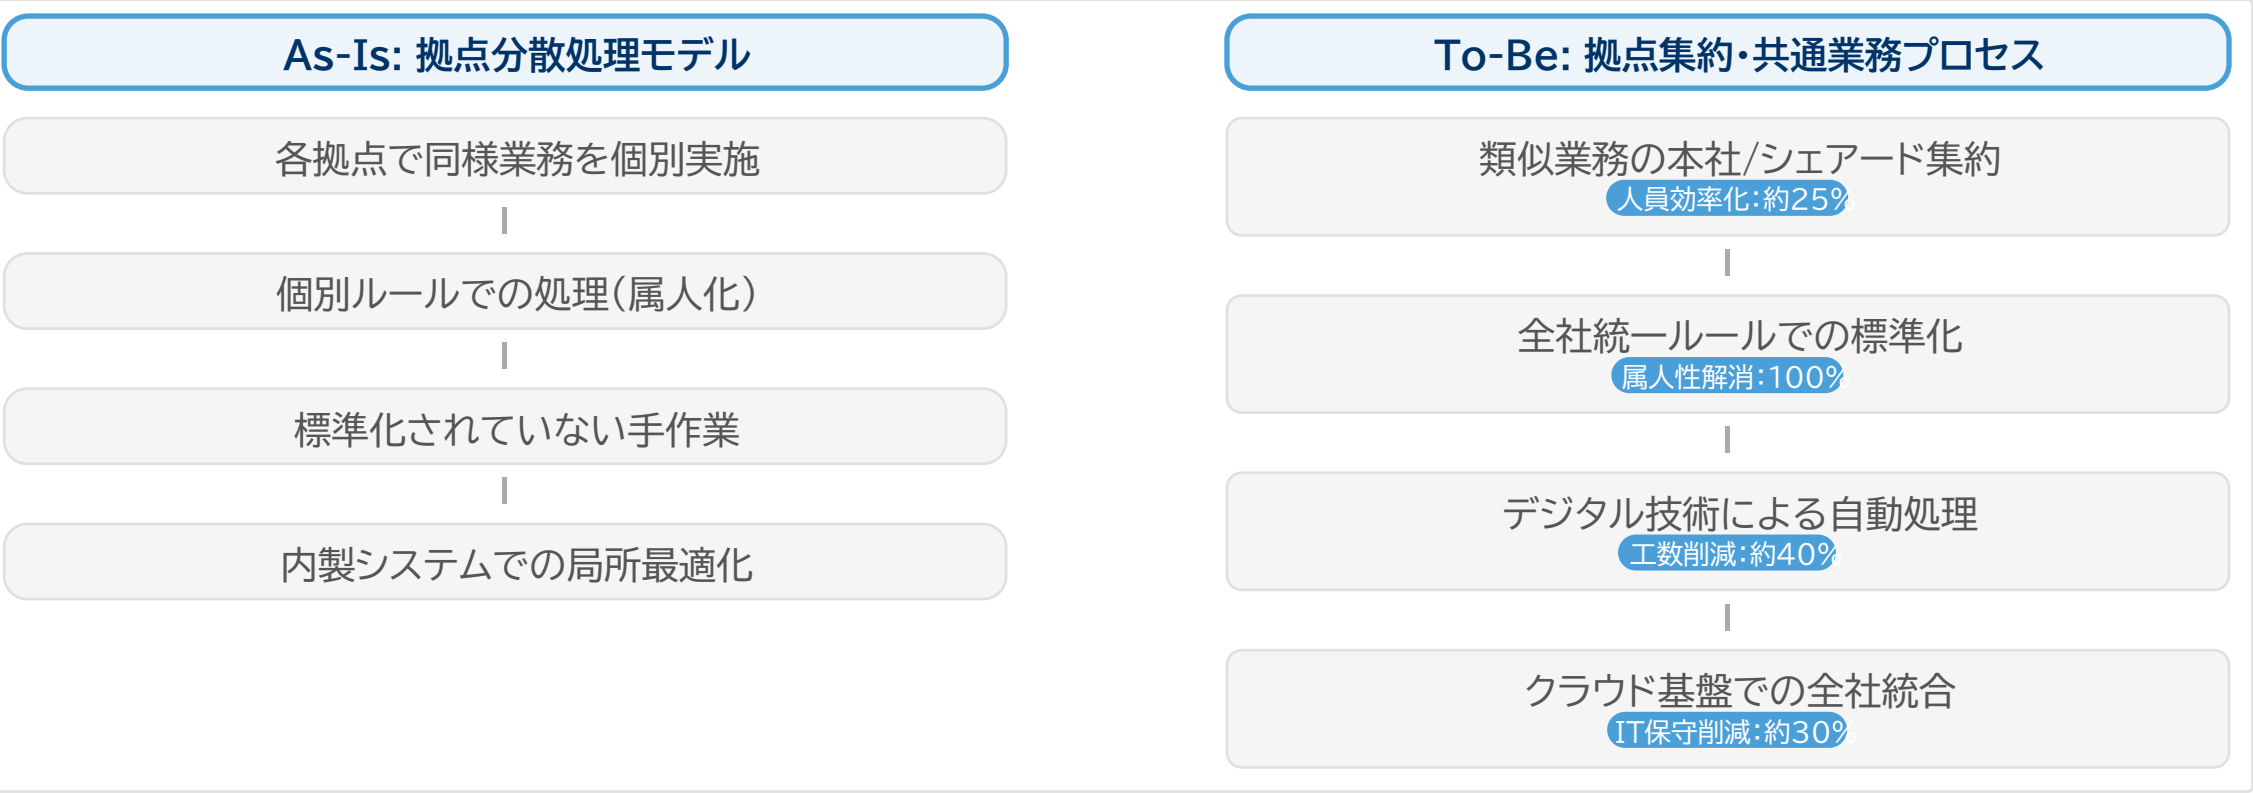 As-Is: 拠点分散処理モデル
各拠点で同様業務を個別実施
個別ルールでの処理（属人化）
標準化されていない手作業
内製システムでの局所最適化
To-Be: 拠点集約・共通業務プロセス
類似業務の本社/シェアード集約
人員効率化：約25%
全社統一ルールでの標準化
属人性解消：100%
デジタル技術による自動処理
工数削減：約40%
クラウド基盤での全社統合
IT保守削減：約30%